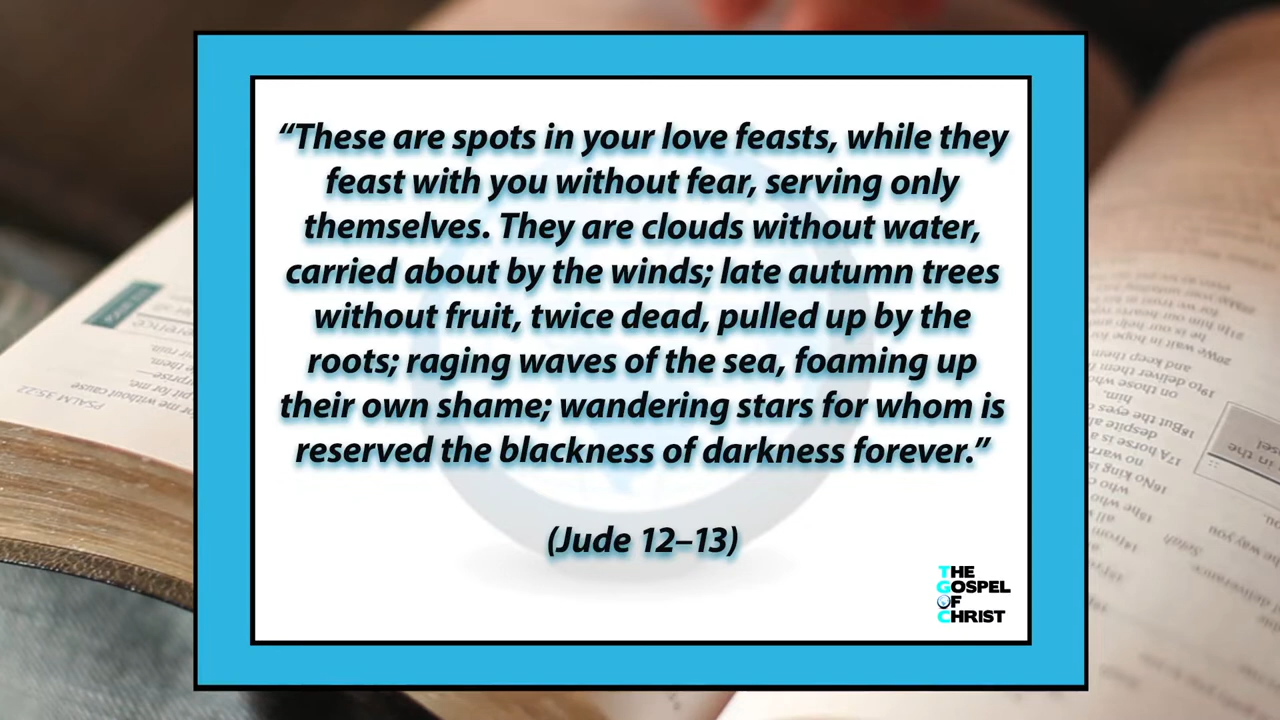 “These are spots in your love feasts, while they
feast with you without fear, serving only
themselves. They are clouds without water,
carried about by the winds; late autumn trees
without fruit, twice dead, pulled up by the
roots; raging waves of the sea, foaming up
their own shame; wandering stars for whom is
reserved the blackness of darkness forever.”
(Jude 12–13)
THE
GOSPEL
OF
CHRIST
PSALM 35:22